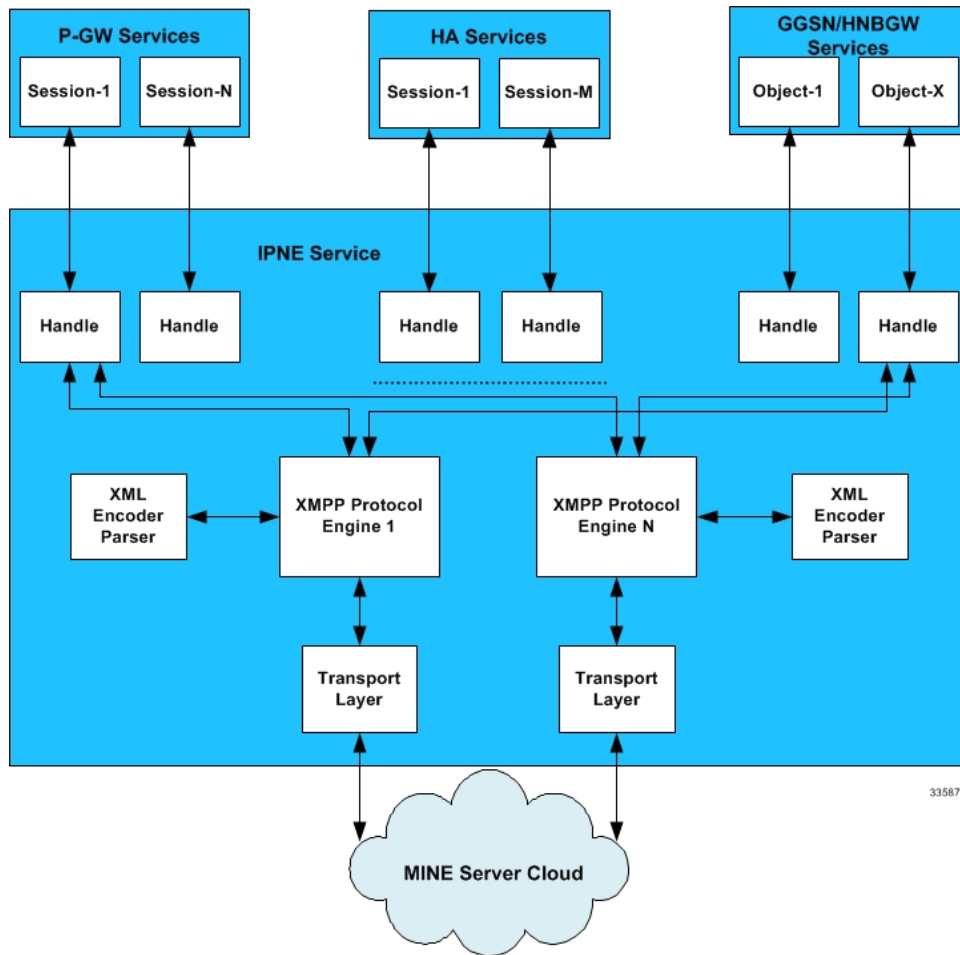 P-GW Services
HA Services
GGSN/HNBGW
Services
Session-1
Session-N
Session-1
Session-M
Object-1
Object-X
IPNE Service
Handle
Handle
Handle
Handle
Handle
Handle
XML
Encoder
Parser
XMPP Protocol
Engine 1
XMPP Protocol
Engine N
XML
Encoder
Parser
Transport
Layer
Transport
Layer
33587
MINE Server Cloud